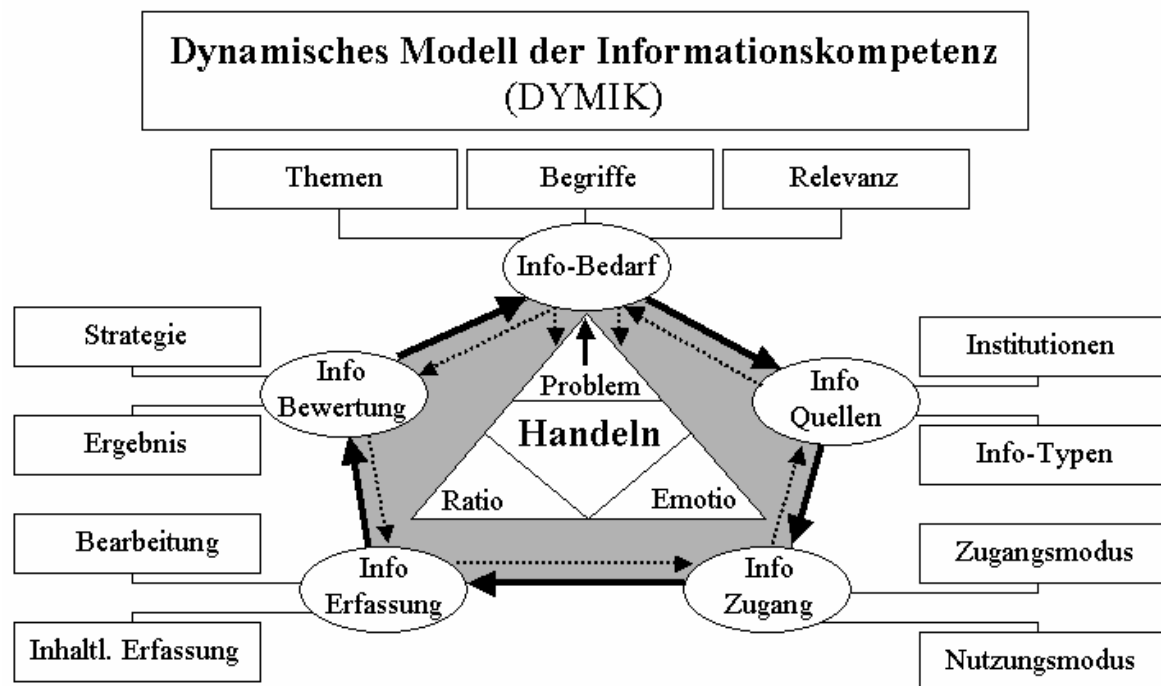 Dynamisches Modell der Informationskompetenz
(DYMIK)
Themen
Begriffe
Relevanz
Info-Bedarf
Strategie
Ergebnis
Info
Bewertung
Problem
Handeln
Ratio
Emotio
Info
Quellen
Institutionen
Info-Typen
Bearbeitung
Inhaltl. Erfassung
Info
Erfassung
Info
Zugang
Zugangsmodus
Nutzungsmodus